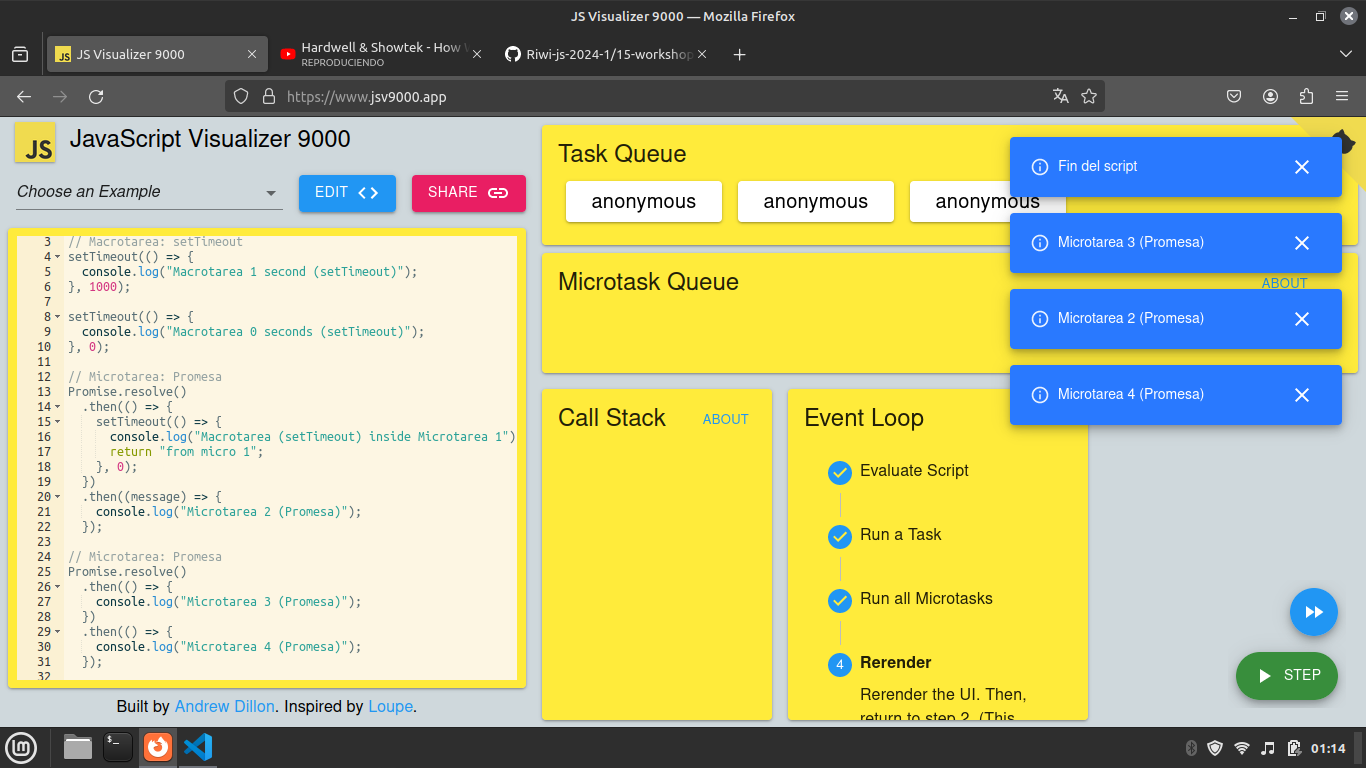 JS Visualizer 9000 — Mozilla Firefox
JS Visualizer 9000
Hardwell & Showtek - How
REPRODUCIENDO
Riwi-js-2024-1/15-workshop
https://www.jsv9000.app
JS
JavaScript Visualizer 9000
Choose an Example
EDIT
SHARE
3 // Macrotarea: setTimeout
4 setTimeout(() => {
5 console.log("Macrotarea 1 second (setTimeout)");
6 }, 1000);
7
8 setTimeout(() => {
9 console.log("Macrotarea 0 seconds (setTimeout)");
10 }, 0);
11
12 // Microtarea: Promesa
13 Promise.resolve()
14 .then(() => {
15 setTimeout(() => {
16 console.log("Macrotarea (setTimeout) inside Microtarea 1")
17 return "from micro 1";
18 }, 0);
19 })
20 .then((message) => {
21 console.log("Microtarea 2 (Promesa)");
22 });
23
24 // Microtarea: Promesa
25 Promise.resolve()
26 .then(() => {
27 console.log("Microtarea 3 (Promesa)");
28 })
29 .then(() => {
30 console.log("Microtarea 4 (Promesa)");
31 });
32
Built by Andrew Dillon. Inspired by Loupe.
Task Queue
anonymous
anonymous
anonymous
Microtask Queue
ABOUT
Fin del script
Microtarea 3 (Promesa)
Microtarea 2 (Promesa)
Microtarea 4 (Promesa)
Call Stack
ABOUT
Event Loop
Evaluate Script
Run a Task
Run all Microtasks
4 Rerender
Rerender the UI. Then,
return to step 2. (This
STEP
01:14